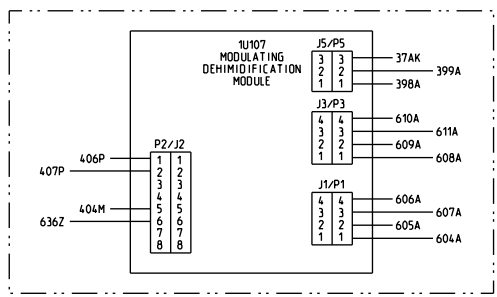 1U107
MODULATING
DEHIMIDIFICATION
MODULE
J5/P5
3 3 37AK
2 2 399A
1 1 398A
J3/P3
4 4 610A
3 3 611A
2 2 609A
1 1 608A
P2/J2
406P 1 1
407P 2 2
3 3
4 4
404M 5 5
636Z 6 6
7 7
8 8
J1/P1
4 4 606A
3 3 607A
2 2 605A
1 1 604A